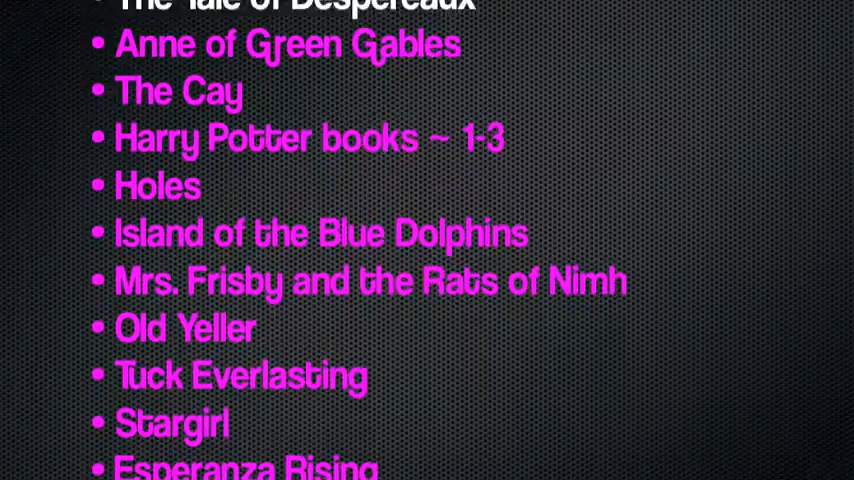 • The Tale of Despereaux
• Anne of Green Gables
• The Cay
• Harry Potter books ~ 1-3
• Holes
• Island of the Blue Dolphins
• Mrs. Frisby and the Rats of Nimh
• Old Yeller
• Tuck Everlasting
• Stargirl
• Esperanza Rising